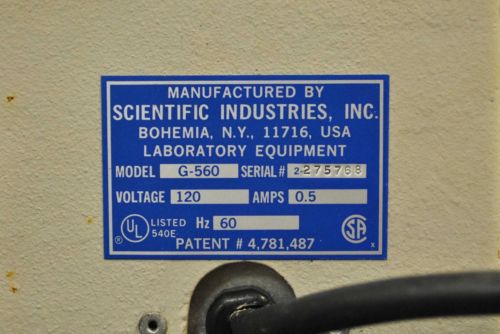 MANUFACTURED BY
SCIENTIFIC INDUSTRIES, INC.
BOHEMIA, N.Y., 11716, USA
LABORATORY EQUIPMENT
MODEL G-560 SERIAL # 2-275768
VOLTAGE 120 AMPS 0.5
UL ® LISTED 540E Hz 60 SA x
PATENT # 4,781,487